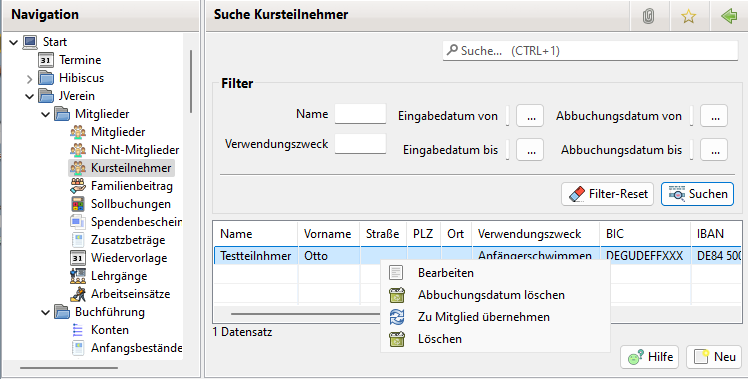 Navigation
Start
31 Termine
Hibiscus
JVerein
Mitglieder
Mitglieder
Nicht-Mitglieder
Kursteilnehmer
Familienbeitrag
Sollbuchungen
Spendenbeschein
Zusatzbeträge
31 Wiedervorlage
Lehrgänge
Arbeitseinsätze
Buchführung
Konten
Anfangsbestände
Suche Kursteilnehmer
Suche... (CTRL+1)
Filter
Name Eingabedatum von ... Abbuchungsdatum von ...
Verwendungszweck Eingabedatum bis ... Abbuchungsdatum bis ...
Filter-Reset Suchen
Name Vorname Straße PLZ Ort Verwendungszweck BIC IBAN
Testteilnhmer Otto Anfängerschwimmen DEGUDEFFXXX DE84 500
Bearbeiten
Abbuchungsdatum löschen
Zu Mitglied übernehmen
Löschen
1 Datensatz
Hilfe Neu